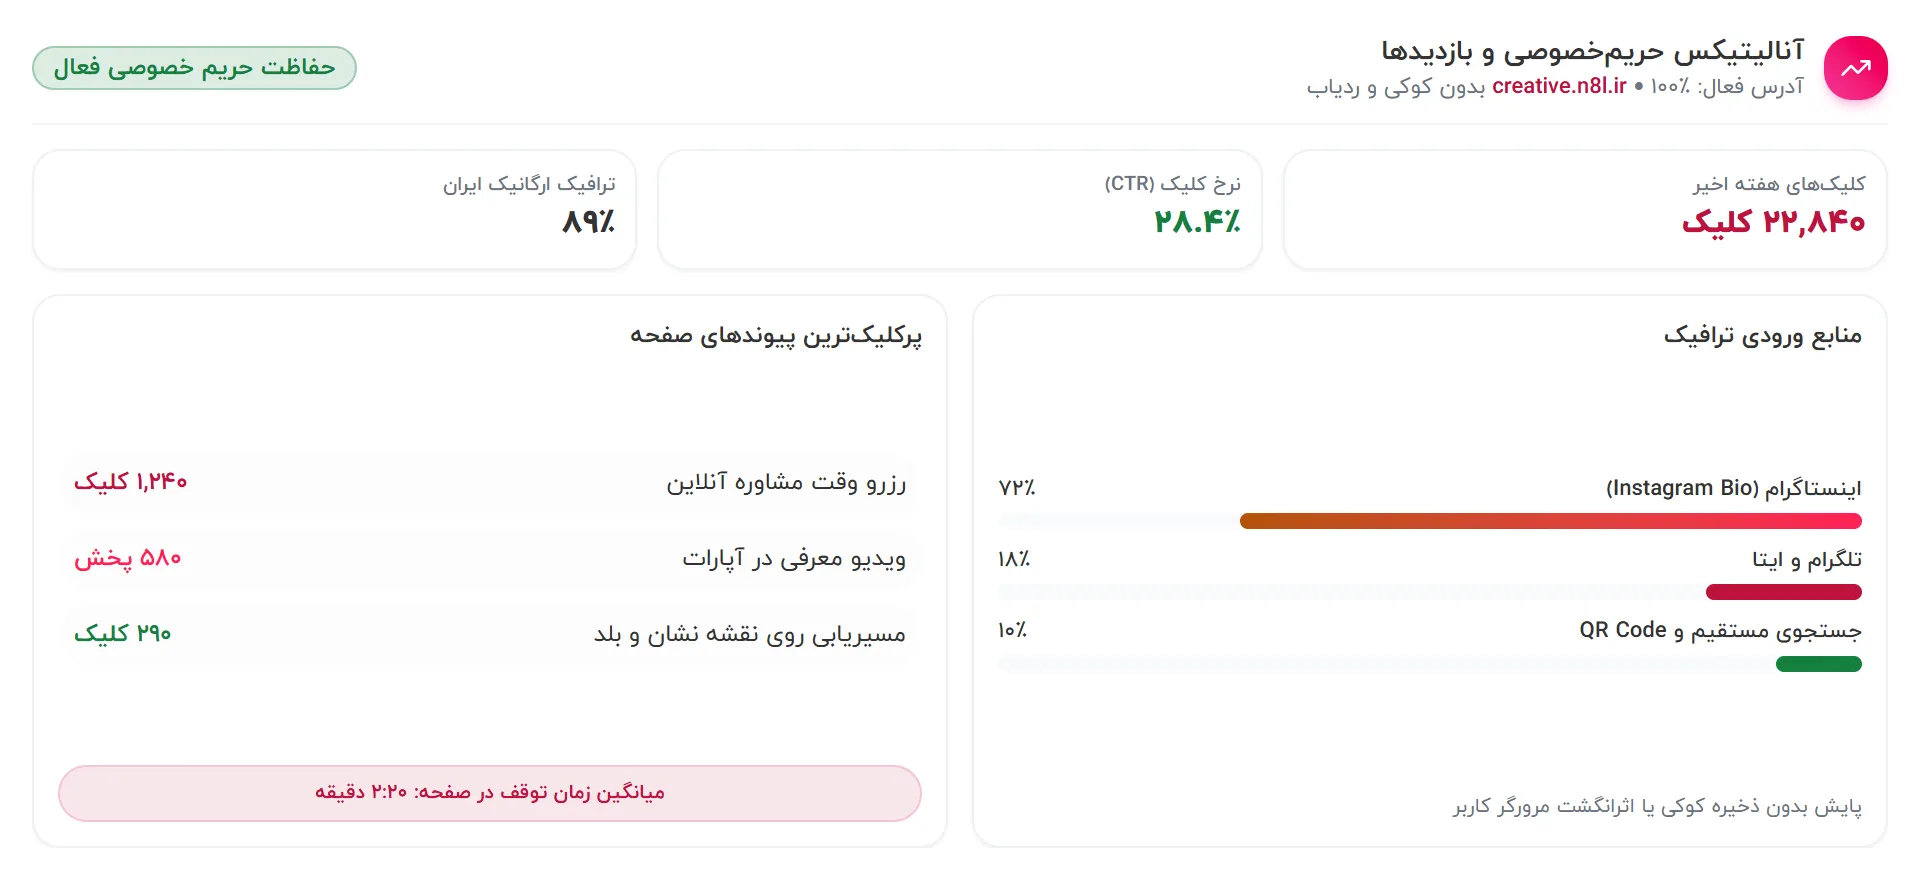 آنالیتیکس حریم‌خصوصی و بازدیدها
آدرس فعال: creative.n8l.ir • ۱۰۰٪ بدون کوکی و ردیاب
حفاظت حریم خصوصی فعال
کلیک‌های هفته اخیر
۲۲,۸۴۰ کلیک
نرخ کلیک (CTR)
۲۸.۴٪
ترافیک ارگانیک ایران
۸۹٪
منابع ورودی ترافیک
اینستاگرام (Instagram Bio) ۷۲٪
تلگرام و ایتا ۱۸٪
جستجوی مستقیم و QR Code ۱۰٪
پایش بدون ذخیره کوکی یا اثرانگشت مرورگر کاربر
پرکلیک‌ترین پیوندهای صفحه
رزرو وقت مشاوره آنلاین ۱,۲۴۰ کلیک
ویدیو معرفی در آپارات ۵۸۰ پخش
مسیریابی روی نقشه نشان و بلد ۲۹۰ کلیک
میانگین زمان توقف در صفحه: ۲:۲۰ دقیقه